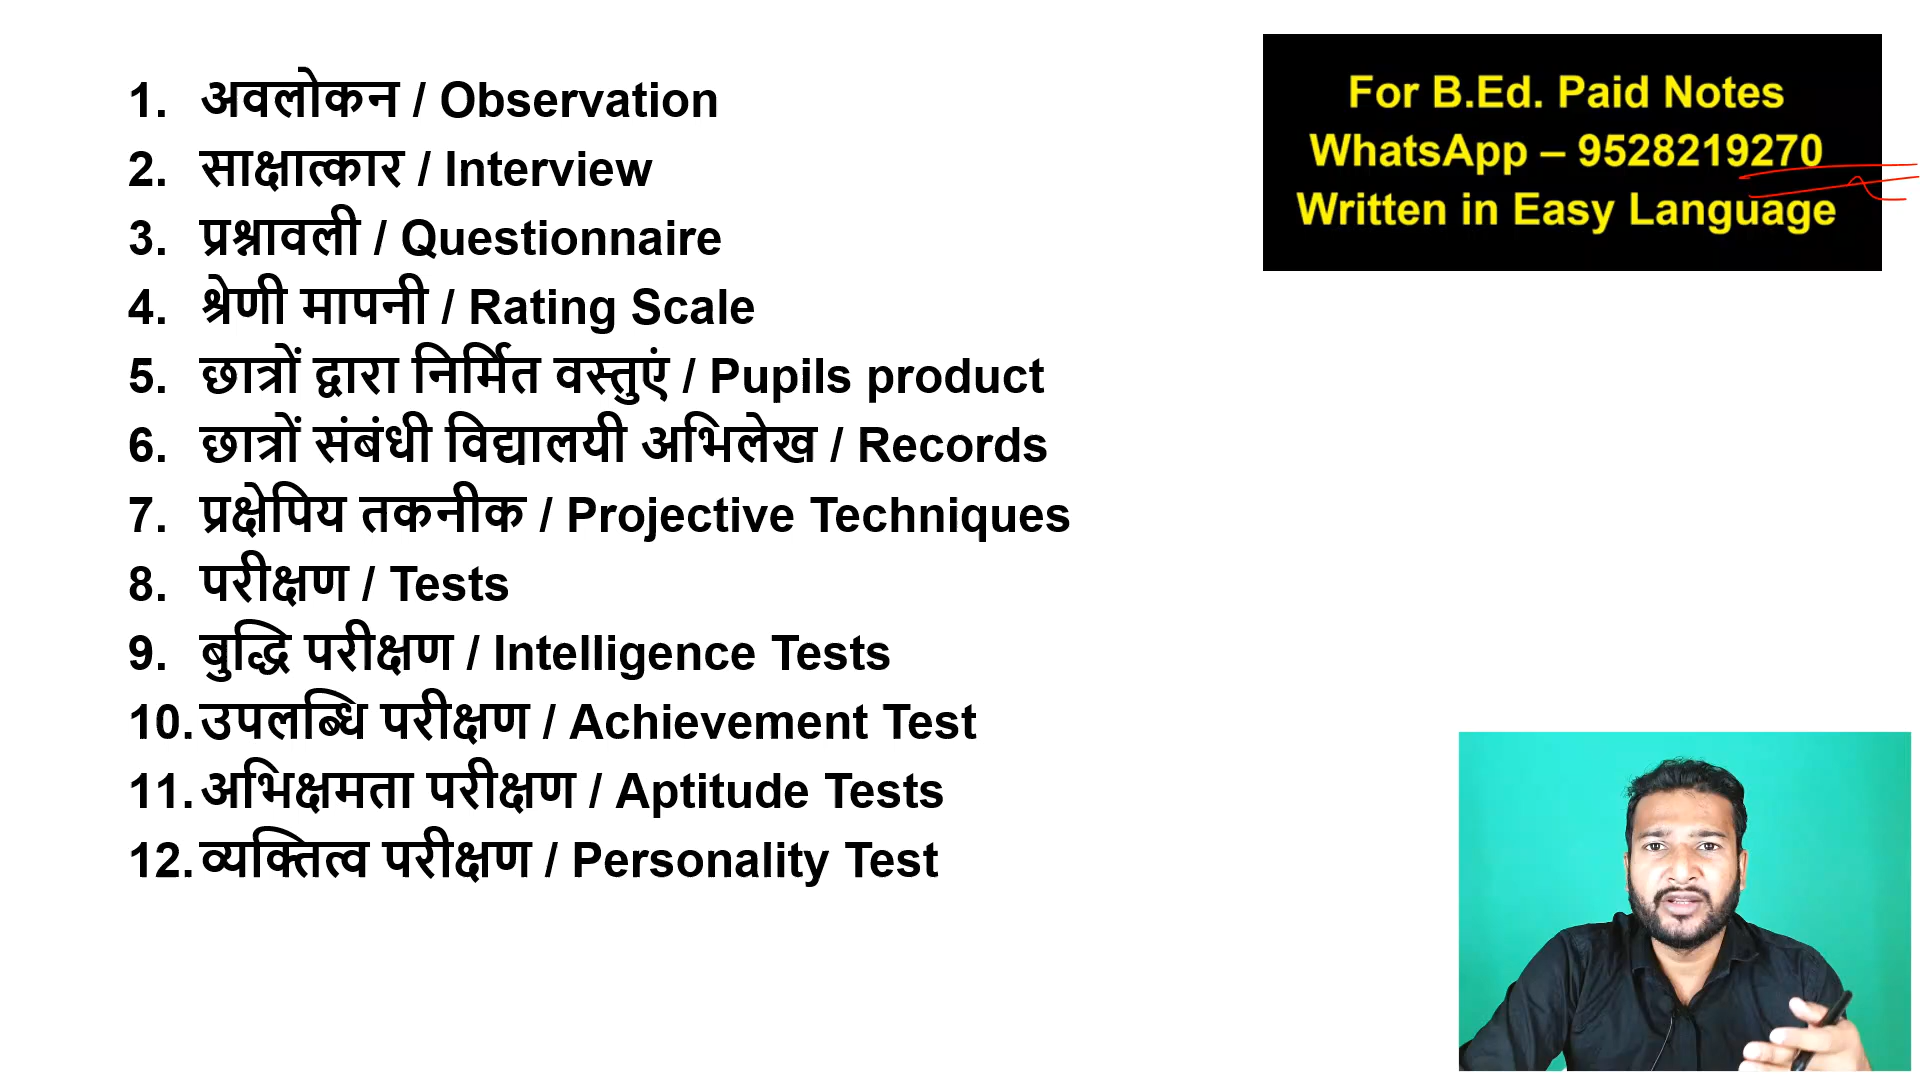 1. अवलोकन / Observation
2. साक्षात्कार / Interview
3. प्रश्नावली / Questionnaire
4. श्रेणी मापनी / Rating Scale
5. छात्रों द्वारा निर्मित वस्तुएं / Pupils product
6. छात्रों संबंधी विद्यालयी अभिलेख / Records
7. प्रक्षेपिय तकनीक / Projective Techniques
8. परीक्षण / Tests
9. बुद्धि परीक्षण / Intelligence Tests
10. उपलब्धि परीक्षण / Achievement Test
11. अभिक्षमता परीक्षण / Aptitude Tests
12. व्यक्तित्व परीक्षण / Personality Test
For B.Ed. Paid Notes
WhatsApp – 9528219270
Written in Easy Language